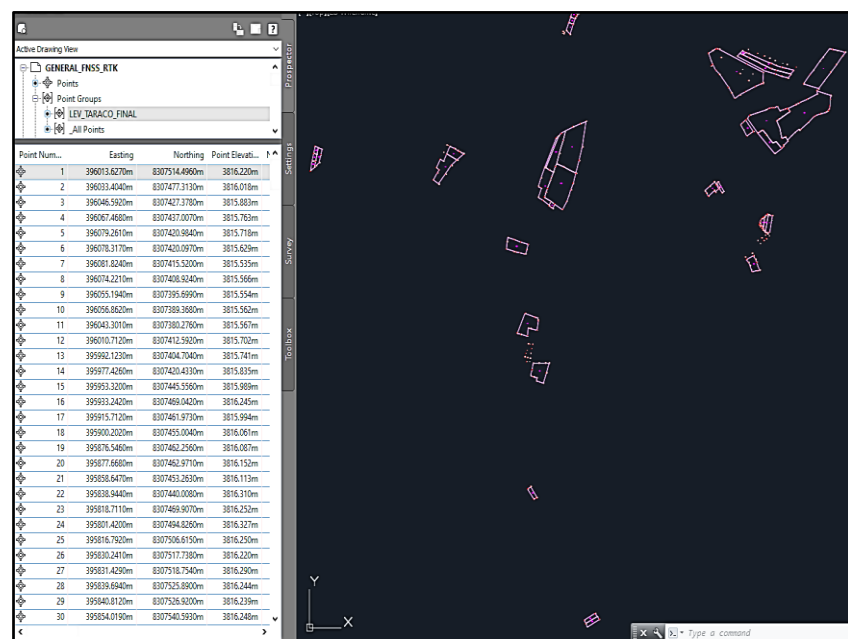 Active Drawing View
GENERAL_FNSS_RTK
Points
Point Groups
LEV_TARACO_FINAL
_All Points
Point Num... Easting Northing Point Elevati...
1 396013.6270m 8307514.4960m 3816.220m
2 396033.4040m 8307477.3130m 3816.018m
3 396046.5920m 8307427.3780m 3815.883m
4 396067.4680m 8307437.0070m 3815.763m
5 396079.2610m 8307420.9840m 3815.718m
6 396078.3170m 8307420.0970m 3815.629m
7 396081.8240m 8307415.5200m 3815.535m
8 396074.2210m 8307408.9240m 3815.566m
9 396055.1940m 8307395.6990m 3815.554m
10 396056.8620m 8307389.3680m 3815.562m
11 396043.3010m 8307380.2760m 3815.567m
12 396010.7120m 8307412.5920m 3815.702m
13 395992.1230m 8307404.7040m 3815.741m
14 395977.4260m 8307420.4330m 3815.835m
15 395953.3200m 8307445.5560m 3815.989m
16 395933.2420m 8307469.0420m 3816.245m
17 395915.7120m 8307461.9730m 3815.994m
18 395900.2020m 8307455.0040m 3816.061m
19 395876.5460m 8307462.2560m 3816.087m
20 395877.6680m 8307462.9710m 3816.152m
21 395858.6470m 8307453.2630m 3816.113m
22 395838.9440m 8307440.0080m 3816.310m
23 395818.7110m 8307469.9070m 3816.252m
24 395801.4200m 8307494.8260m 3816.327m
25 395816.7920m 8307506.6150m 3816.250m
26 395830.2410m 8307517.7380m 3816.220m
27 395831.4290m 8307518.7540m 3816.290m
28 395839.6940m 8307525.8900m 3816.244m
29 395840.8120m 8307526.9200m 3816.239m
30 395854.0190m 8307540.5930m 3816.248m
Prospector
Settings
Survey
Toolbox
Y
X
Type a command